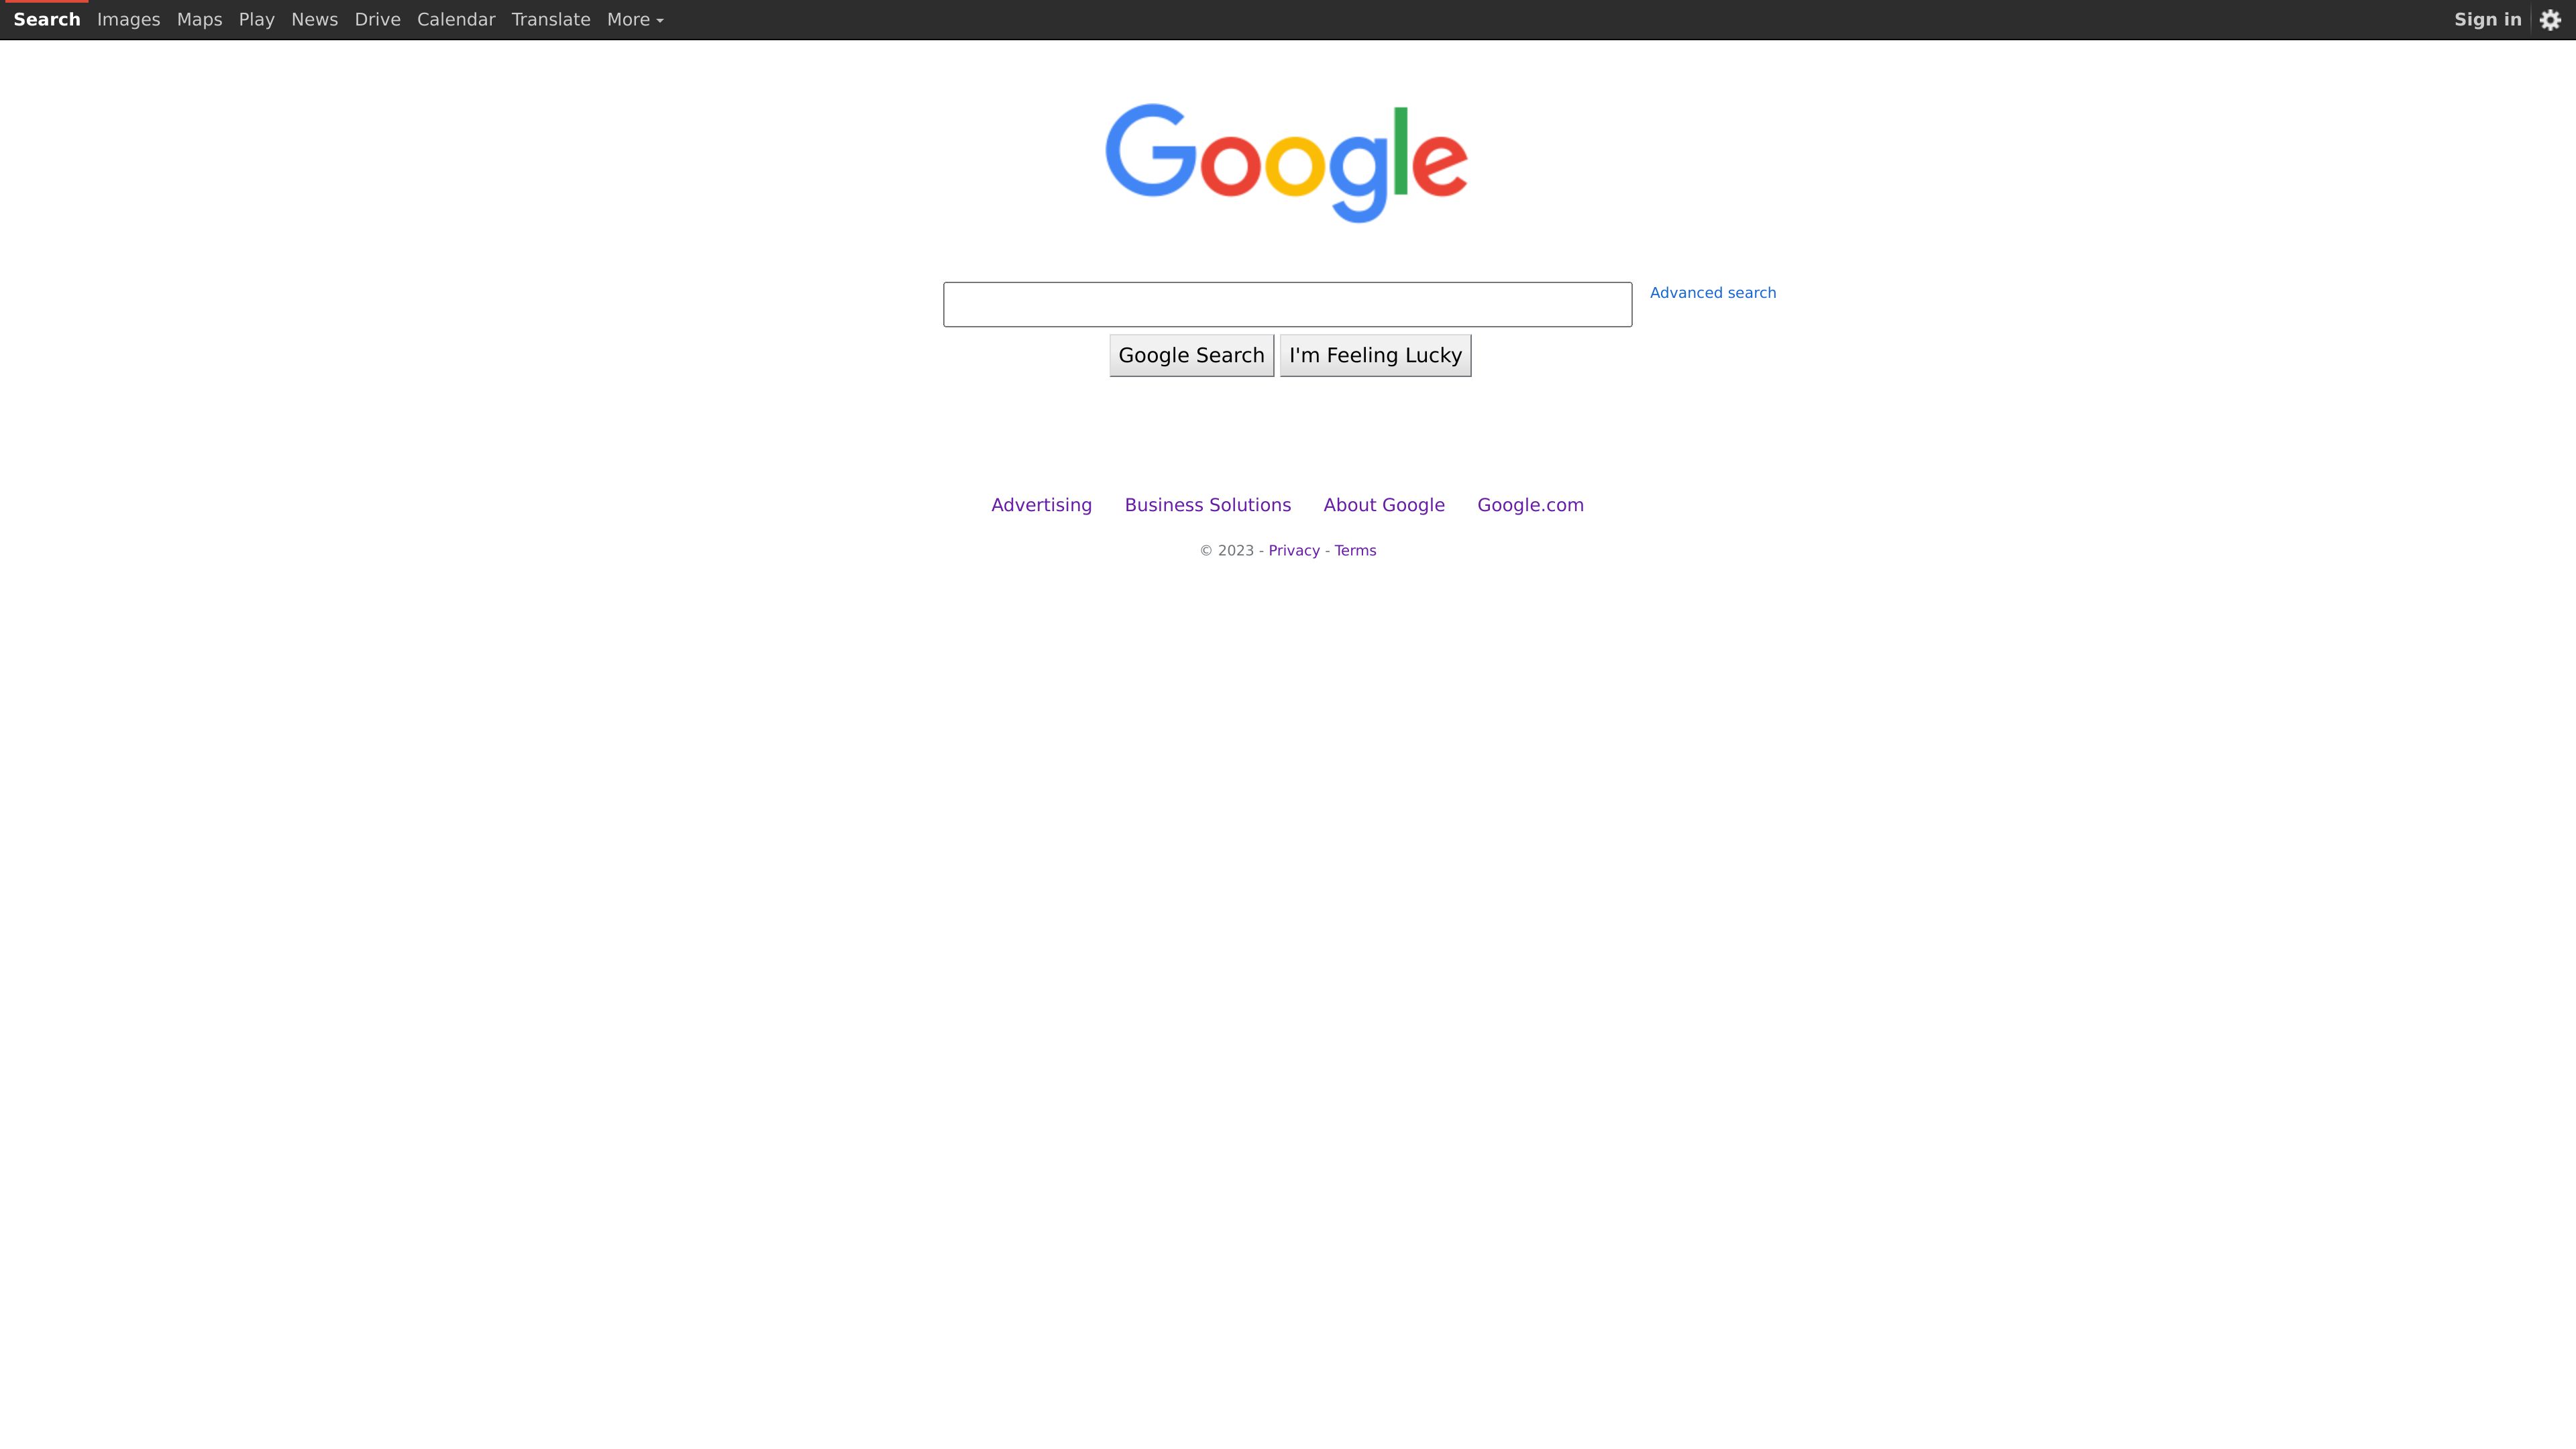 Search Images Maps Play News Drive Calendar Translate More Sign in
Google
Advanced search
Google Search I'm Feeling Lucky
Advertising Business Solutions About Google Google.com
© 2023 - Privacy - Terms